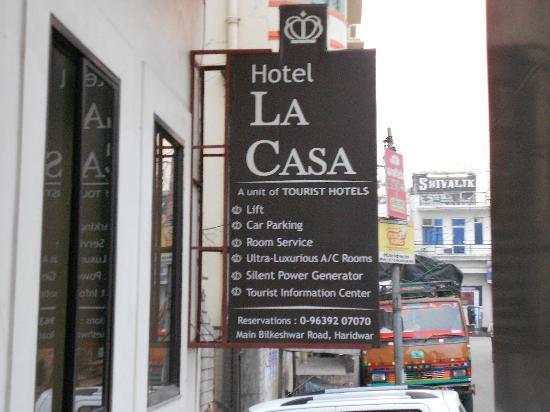 Hotel
LA
CASA
A unit of TOURIST HOTELS
Lift
Car Parking
Room Service
Ultra-Luxurious A/C Rooms
Silent Power Generator
Tourist Information Center
Reservations : 0-96392 07070
Main Bilkeshwar Road, Haridwar
SHIVALIK